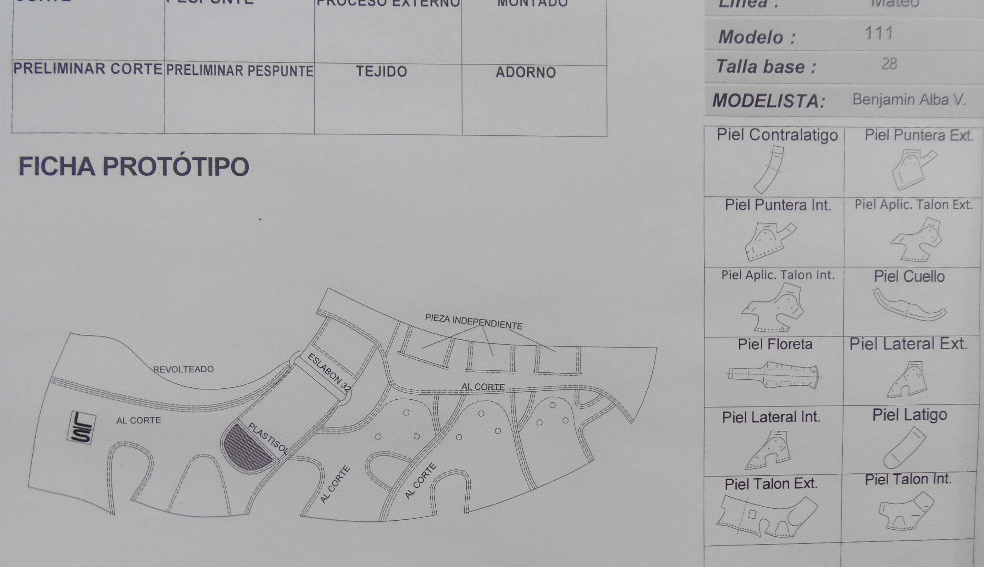 PESPUNTE
PROCESO EXTERNO
MONTADO
PRELIMINAR CORTE
PRELIMINAR PESPUNTE
TEJIDO
ADORNO
FICHA PROTÓTIPO
PIEZA INDEPENDIENTE
REVOLTEADO
ESLABON 32
AL CORTE
AL CORTE
PLASTISOL
AL CORTE
AL CORTE
LS
Línea : Mateo
Modelo : 111
Talla base : 28
MODELISTA: Benjamin Alba V.
Piel Contralatigo
Piel Puntera Ext.
Piel Puntera Int.
Piel Aplic. Talon Ext.
Piel Aplic. Talon Int.
Piel Cuello
Piel Floreta
Piel Lateral Ext.
Piel Lateral Int.
Piel Latigo
Piel Talon Ext.
Piel Talon Int.